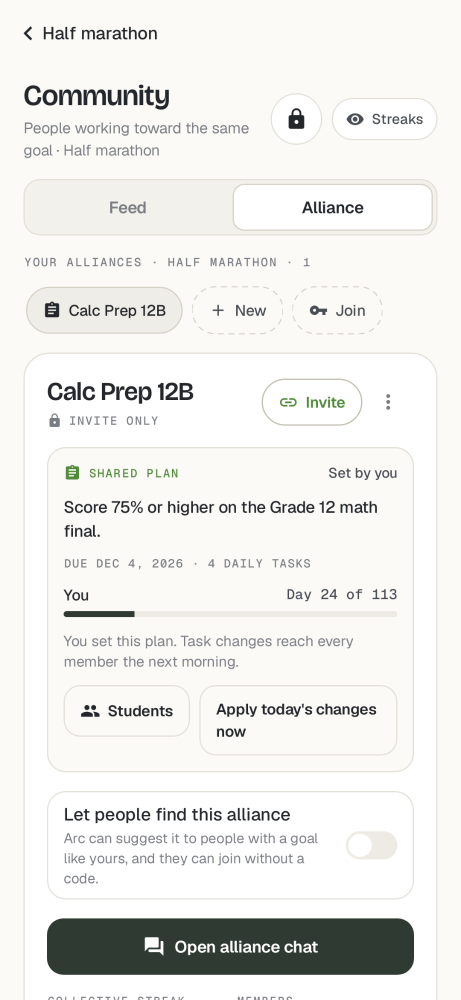 Half marathon
Community
People working toward the same
goal · Half marathon
Streaks
Feed
Alliance
YOUR ALLIANCES · HALF MARATHON · 1
Calc Prep 12B
New
Join
Calc Prep 12B
INVITE ONLY
Invite
SHARED PLAN
Set by you
Score 75% or higher on the Grade 12 math
final.
DUE DEC 4, 2026 · 4 DAILY TASKS
You
Day 24 of 113
You set this plan. Task changes reach every
member the next morning.
Students
Apply today's changes
now
Let people find this alliance
Arc can suggest it to people with a goal
like yours, and they can join without a
code.
Open alliance chat
COLLECTIVE STREAK
MEMBERS